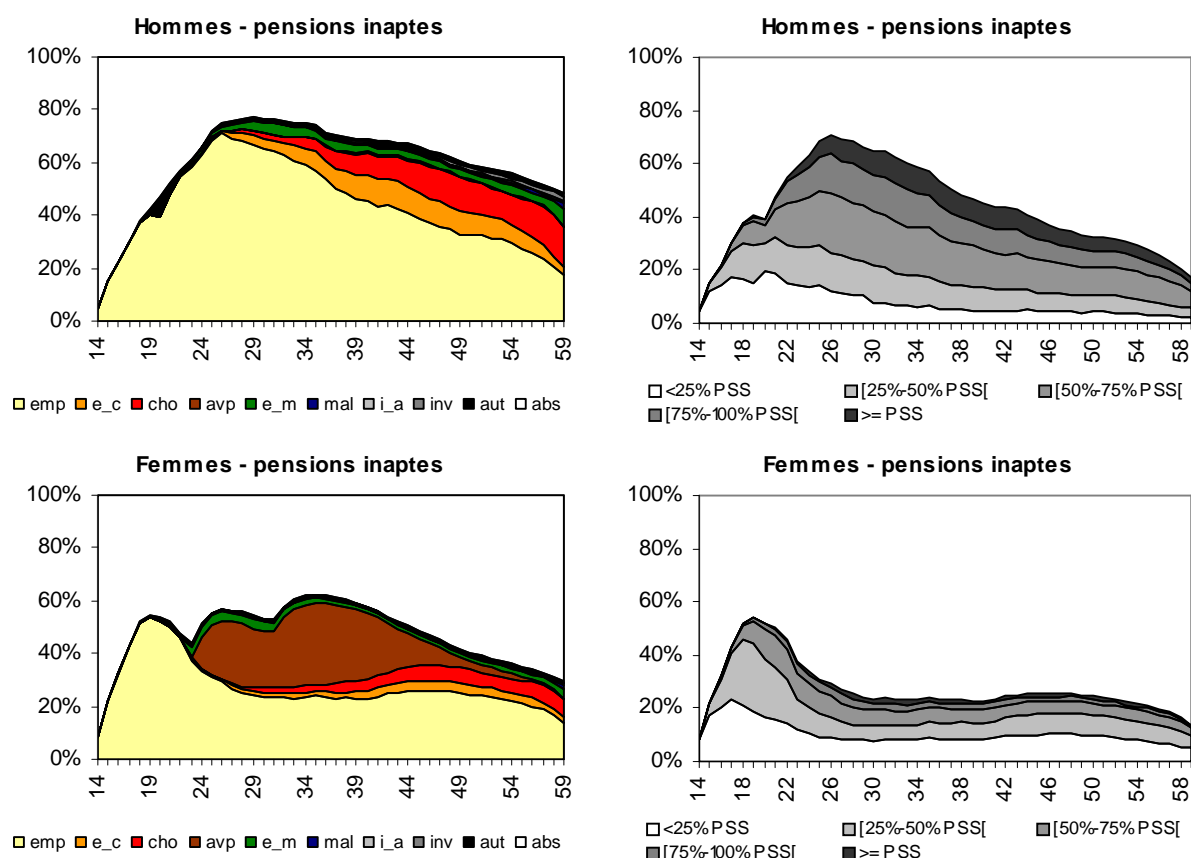 Hommes - pensions inaptes
100%
80%
60%
40%
20%
0%
14 19 24 29 34 39 44 49 54 59
emp e_c cho avp e_m mal i_a inv aut abs
Hommes - pensions inaptes
100%
80%
60%
40%
20%
0%
14 18 22 26 30 34 38 42 46 50 54 58
<25% PSS [25%-50% PSS[ [50%-75% PSS[
[75%-100% PSS[ >= PSS
Femmes - pensions inaptes
100%
80%
60%
40%
20%
0%
14 19 24 29 34 39 44 49 54 59
emp e_c cho avp e_m mal i_a inv aut abs
Femmes - pensions inaptes
100%
80%
60%
40%
20%
0%
14 18 22 26 30 34 38 42 46 50 54 58
<25% PSS [25%-50% PSS[ [50%-75% PSS[
[75%-100% PSS[ >= PSS